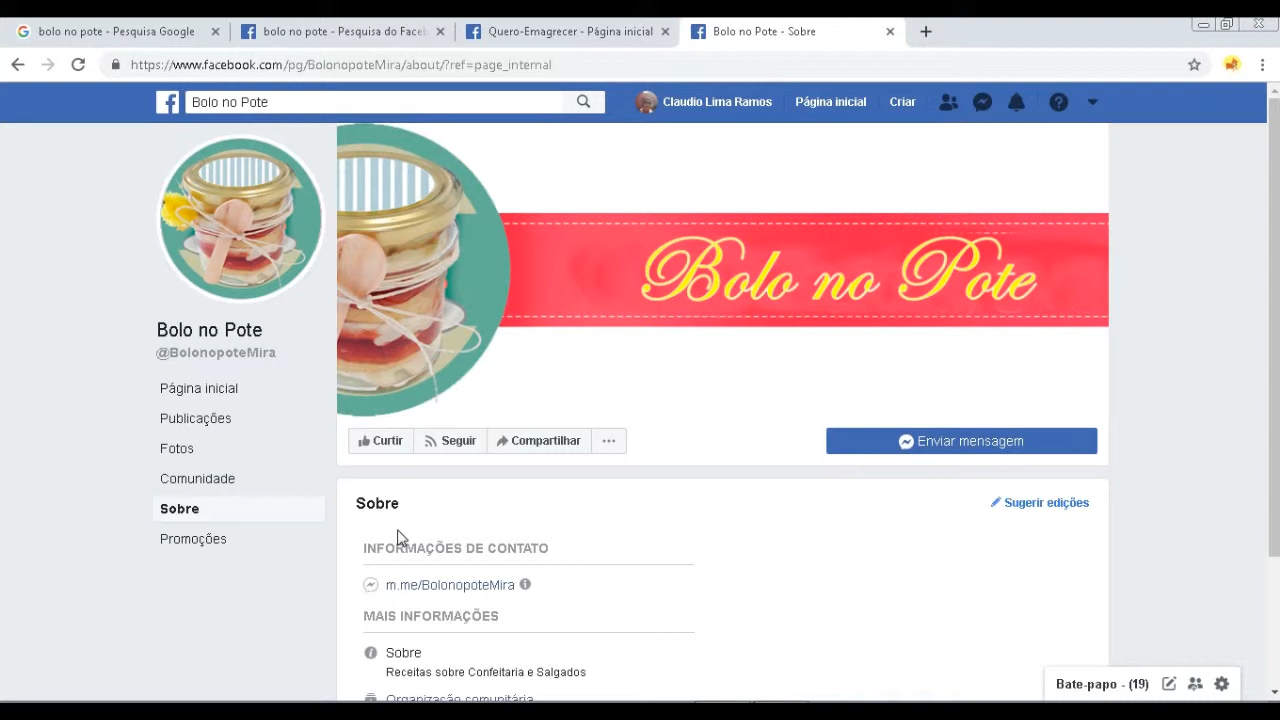 bolo no pote - Pesquisa Google
bolo no pote - Pesquisa do Faceb
Quero-Emagrecer - Página inicial
Bolo no Pote - Sobre
https://www.facebook.com/pg/BolonopoteMira/about/?ref=page_internal
Bolo no Pote
Claudio Lima Ramos
Página inicial
Criar
Bolo no Pote
Bolo no Pote
@BolonopoteMira
Página inicial
Publicações
Fotos
Comunidade
Sobre
Promoções
Curtir
Seguir
Compartilhar
Enviar mensagem
Sobre
Sugerir edições
INFORMAÇÕES DE CONTATO
m.me/BolonopoteMira
MAIS INFORMAÇÕES
Sobre
Receitas sobre Confeitaria e Salgados
Organização comunitária
Bate-papo - (19)